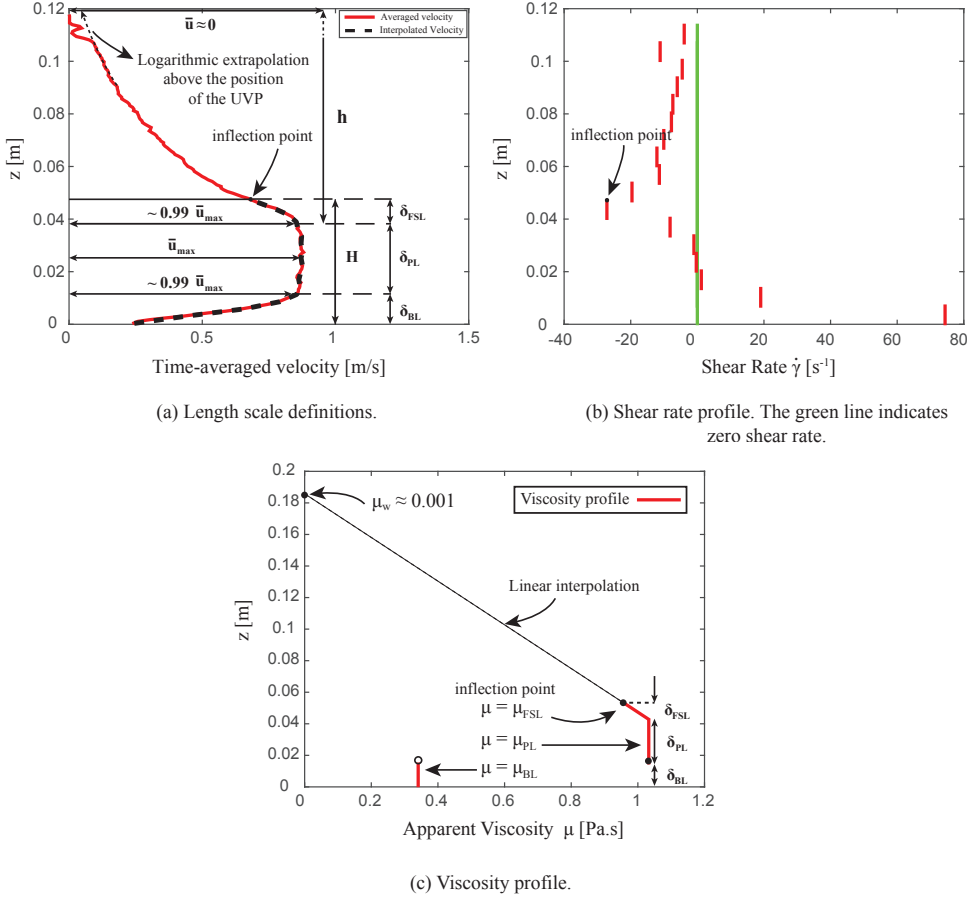 0.12
0.1
0.08
0.06
0.04
0.02
0
z [m]
ū ≈ 0
Averaged velocity
Interpolated Velocity
Logarithmic extrapolation
above the position
of the UVP
h
inflection point
~ 0.99 ūmax
ūmax
~ 0.99 ūmax
H
δFSL
δPL
δBL
0 0.5 1 1.5
Time-averaged velocity [m/s]
(a) Length scale definitions.
0.12
0.1
0.08
0.06
0.04
0.02
0
z [m]
inflection point
-40 -20 0 20 40 60 80
Shear Rate γ̇ [s-1]
(b) Shear rate profile. The green line indicates
zero shear rate.
0.2
0.18
0.16
0.14
0.12
0.1
0.08
0.06
0.04
0.02
0
z [m]
μw ≈ 0.001
Viscosity profile
Linear interpolation
inflection point
μ = μFSL
μ = μPL
μ = μBL
δFSL
δPL
δBL
0 0.2 0.4 0.6 0.8 1 1.2
Apparent Viscosity μ [Pa.s]
(c) Viscosity profile.